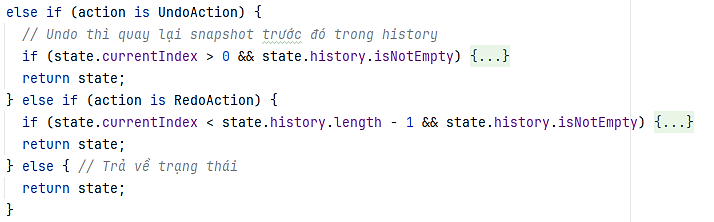 else if (action is UndoAction) {
// Undo thì quay lại snapshot trước đó trong history
if (state.currentIndex > 0 && state.history.isNotEmpty) {...}
return state;
} else if (action is RedoAction) {
if (state.currentIndex < state.history.length - 1 && state.history.isNotEmpty) {...}
return state;
} else { // Trả về trạng thái
return state;
}